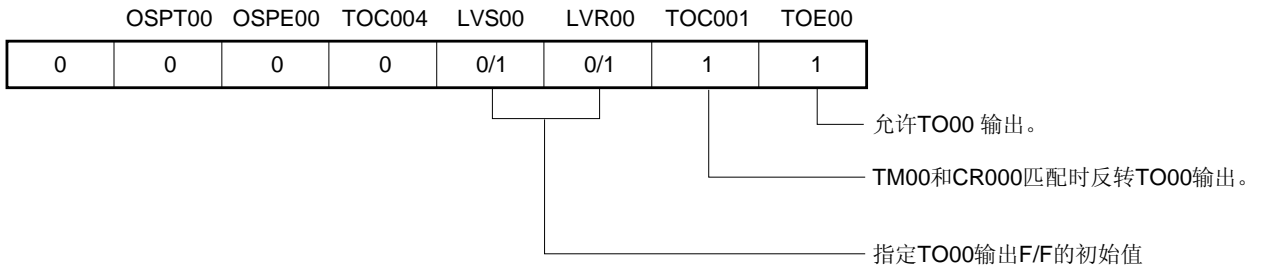 OSPT00 OSPE00 TOC004 LVS00 LVR00 TOC001 TOE00
0 0 0 0 0/1 0/1 1 1
允许TO00 输出。
TM00和CR000匹配时反转TO00输出。
指定TO00输出F/F的初始值